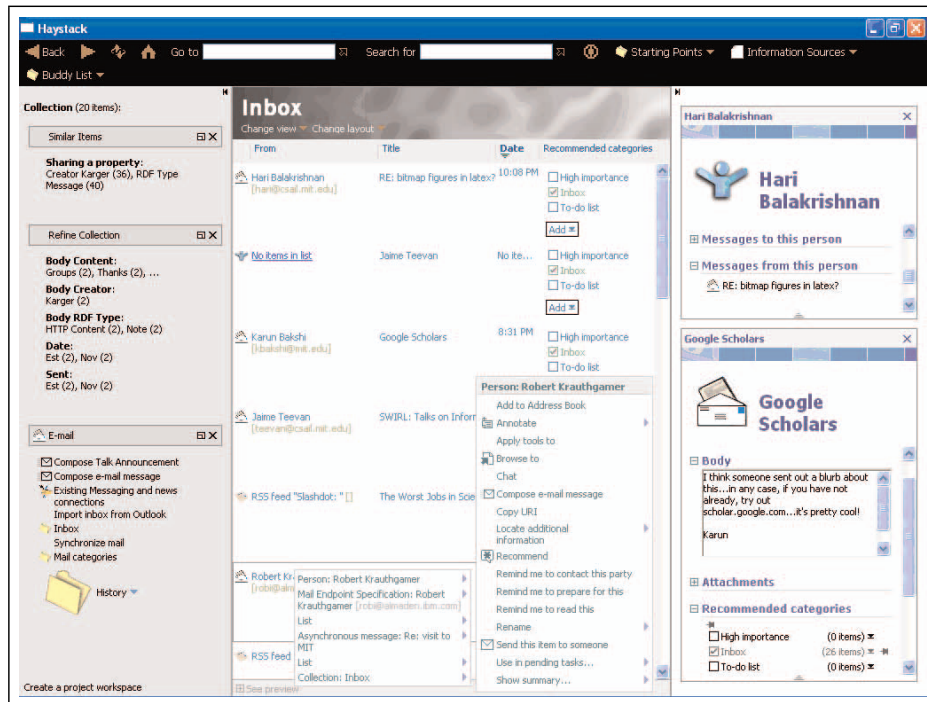 Haystack
Back
Go to
Search for
Starting Points
Information Sources
Buddy List
Collection (20 items):
Similar Items
Sharing a property:
Creator Karger (36), RDF Type
Message (40)
Refine Collection
Body Content:
Groups (2), Thanks (2), ...
Body Creator:
Karger (2)
Body RDF Type:
HTTP Content (2), Note (2)
Date:
Est (2), Nov (2)
Sent:
Est (2), Nov (2)
E-mail
Compose Talk Announcement
Compose e-mail message
Existing Messaging and news
connections
Import inbox from Outlook
Inbox
Synchronize mail
Mail categories
History
Create a project workspace
Inbox
Change view Change layout
From Title Date Recommended categories
Hari Balakrishnan RE: bitmap figures in latex? 10:08 PM High importance
[hari@csail.mit.edu] Inbox
To-do list
Add
No items in list Jaime Teevan No ite... High importance
Inbox
To-do list
Add
Karun Bakshi Google Scholars 8:31 PM High importance
[kbakshi@mit.edu] Inbox
To-do list
Jaime Teevan SWIRL: Talks on Inform
[teevan@csail.mit.edu]
RSS feed "Slashdot: " [] The Worst Jobs in Scie
Robert Kr
[robi@alm
RSS feed
See preview
Person: Robert Krauthgamer
Mail Endpoint Specification: Robert
Krauthgamer [robi@almaden.ibm.com]
List
Asynchronous message: Re: visit to
MIT
List
Collection: Inbox
Person: Robert Krauthgamer
Add to Address Book
Annotate
Apply tools to
Browse to
Chat
Compose e-mail message
Copy URI
Locate additional
information
Recommend
Remind me to contact this party
Remind me to prepare for this
Remind me to read this
Rename
Send this item to someone
Use in pending tasks...
Show summary...
Hari Balakrishnan
Hari
Balakrishnan
Messages to this person
Messages from this person
RE: bitmap figures in latex?
Google Scholars
Google
Scholars
Body
I think someone sent out a blurb about
this...in any case, if you have not
already, try out
scholar.google.com...it's pretty cool!
Karun
Attachments
Recommended categories
High importance (0 items)
Inbox (26 items)
To-do list (0 items)